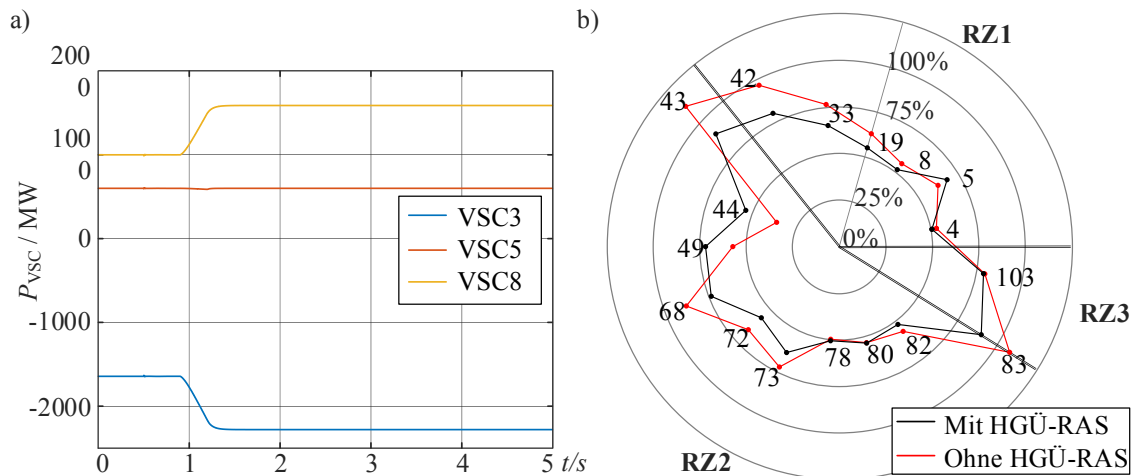 a)
200
0
100
0
0
-1000
-2000
P_VSC / MW
VSC3
VSC5
VSC8
0 1 2 3 4 5 t/s
b)
RZ1
100%
75%
25%
0%
42
43
33
19
8
5
4
44
49
103
RZ3
68
72
73
78
80
82
83
RZ2
Mit HGÜ-RAS
Ohne HGÜ-RAS